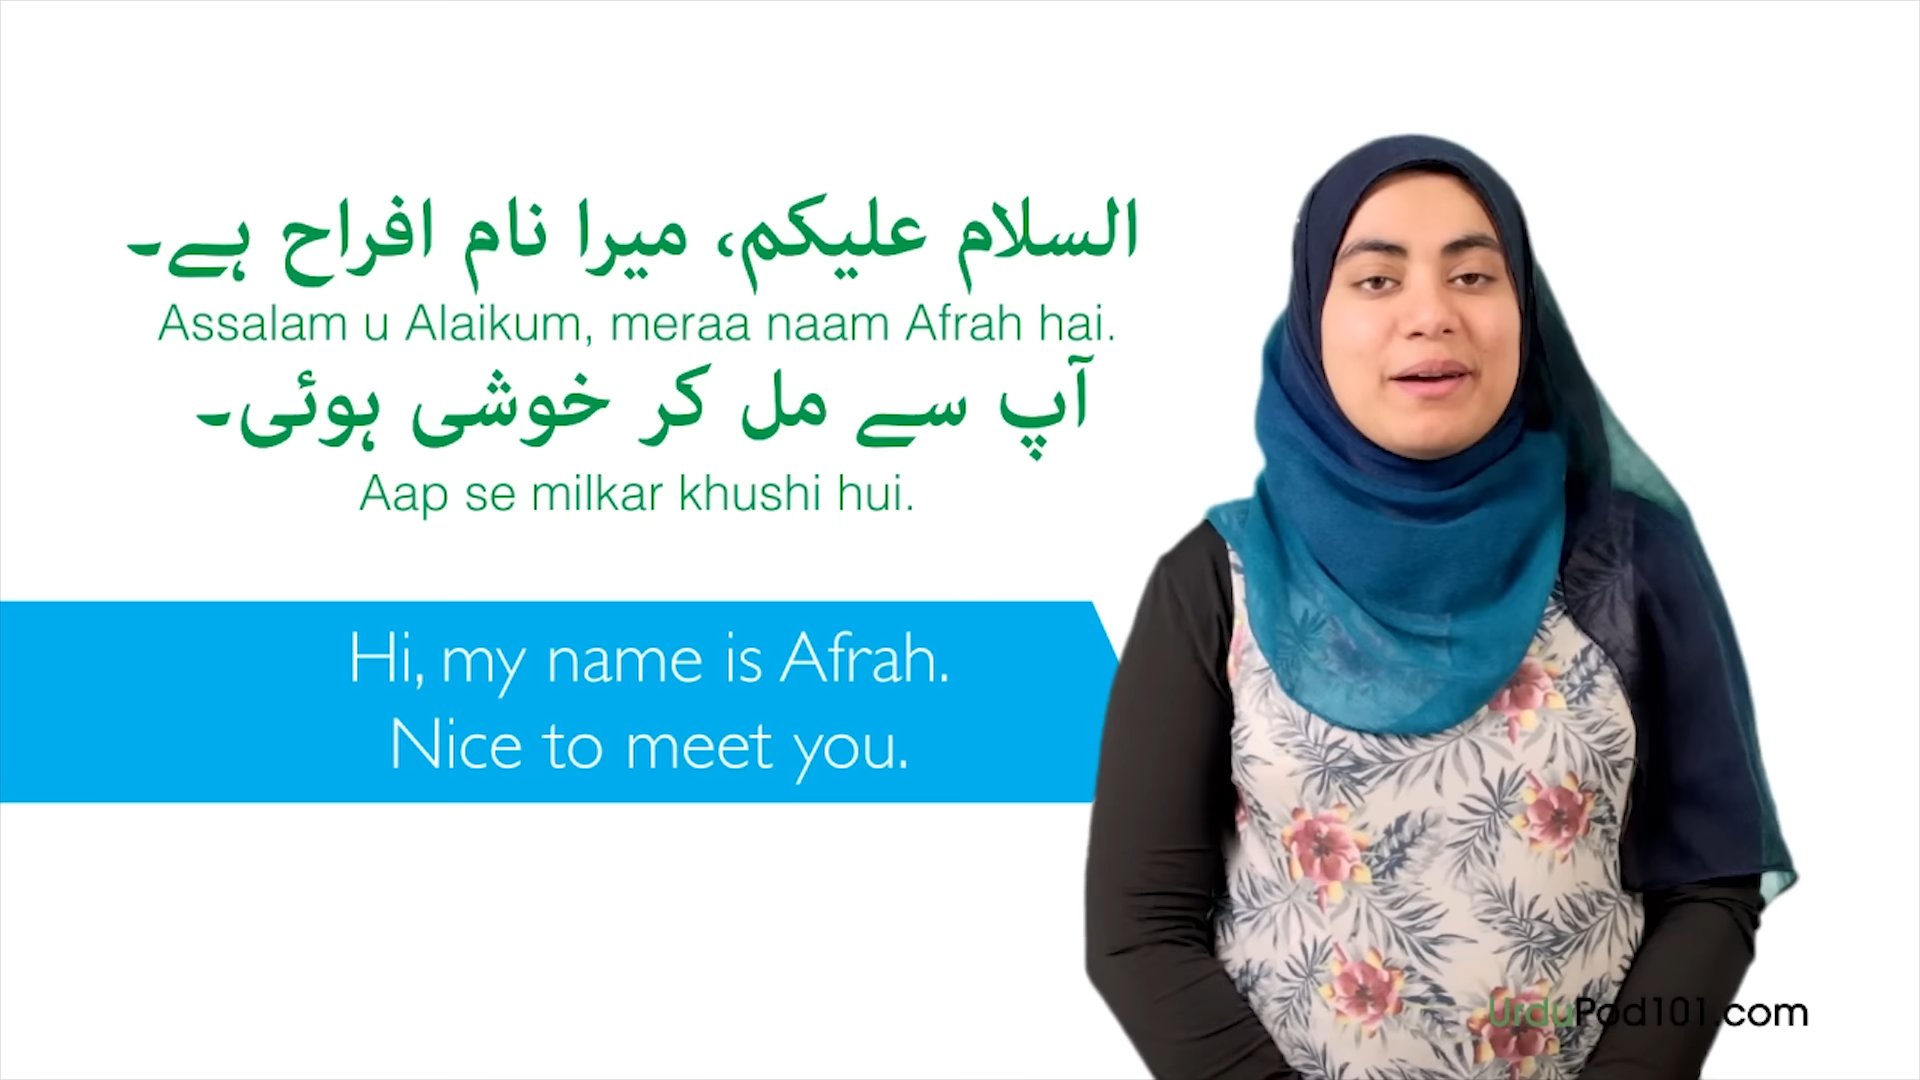 السلام علیکم، میرا نام افراح ہے۔
Assalam u Alaikum, meraa naam Afrah hai.
آپ سے مل کر خوشی ہوئی۔
Aap se milkar khushi hui.
Hi, my name is Afrah.
Nice to meet you.
UrduPod101.com